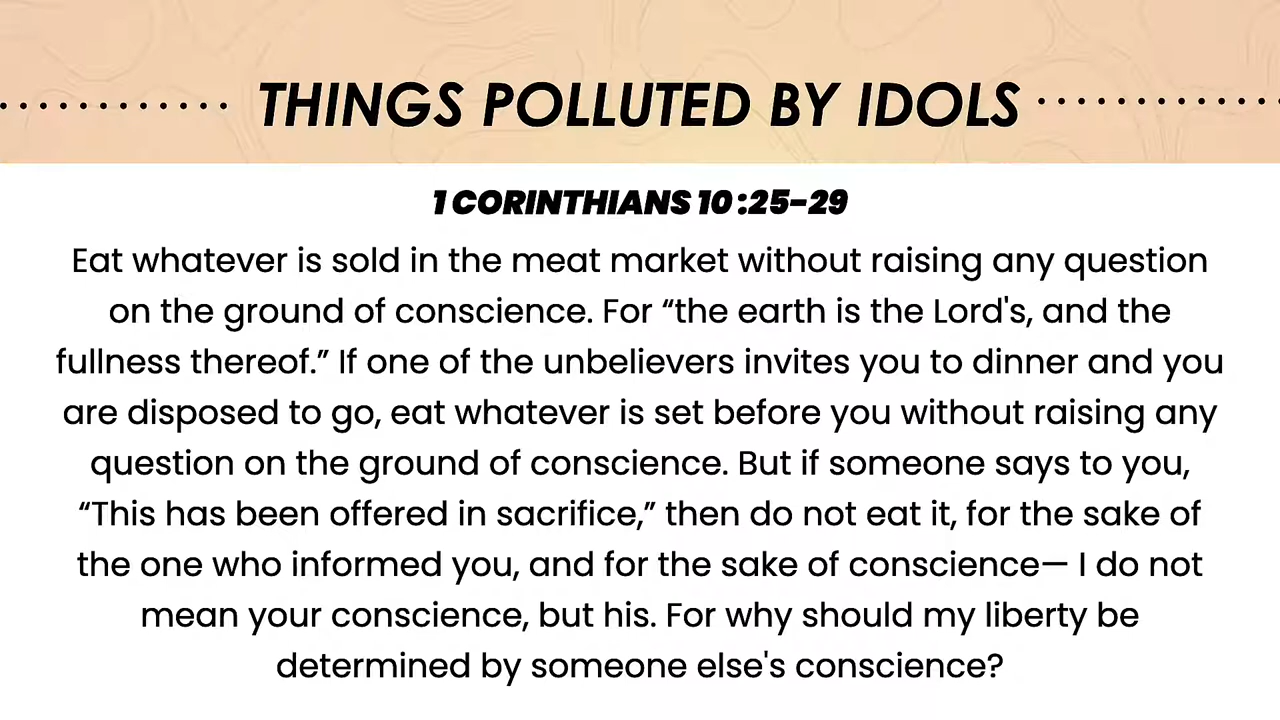 THINGS POLLUTED BY IDOLS
1 CORINTHIANS 10:25-29
Eat whatever is sold in the meat market without raising any question
on the ground of conscience. For “the earth is the Lord's, and the
fullness thereof.” If one of the unbelievers invites you to dinner and you
are disposed to go, eat whatever is set before you without raising any
question on the ground of conscience. But if someone says to you,
“This has been offered in sacrifice,” then do not eat it, for the sake of
the one who informed you, and for the sake of conscience— I do not
mean your conscience, but his. For why should my liberty be
determined by someone else's conscience?